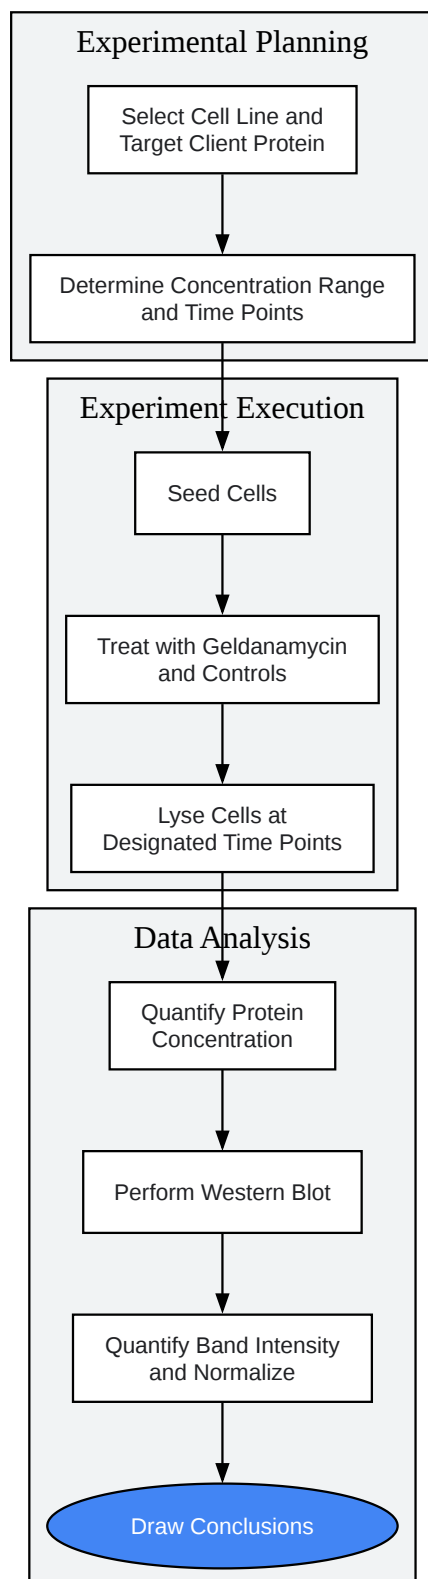 Experimental Planning
Select Cell Line and
Target Client Protein
Determine Concentration Range
and Time Points
Experiment Execution
Seed Cells
Treat with Geldanamycin
and Controls
Lyse Cells at
Designated Time Points
Data Analysis
Quantify Protein
Concentration
Perform Western Blot
Quantify Band Intensity
and Normalize
Draw Conclusions